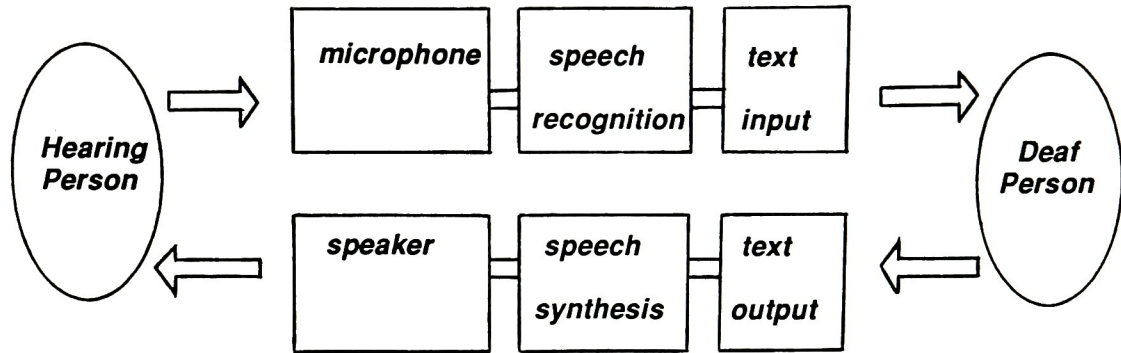 Hearing
Person
microphone
speech
recognition
text
input
Deaf
Person
speaker
speech
synthesis
text
output